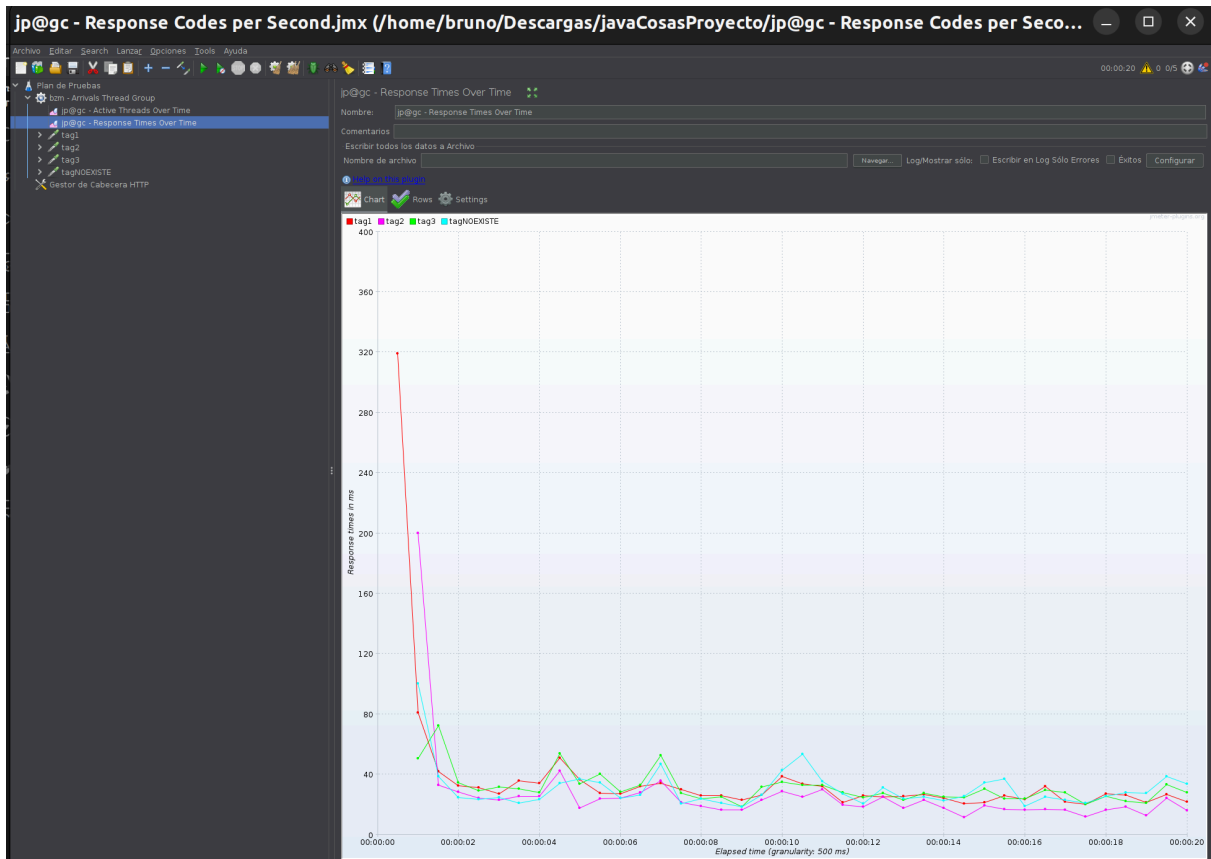 jp@gc - Response Codes per Second.jmx (/home/bruno/Descargas/javaCosasProyecto/jp@gc - Response Codes per Seco...
Archivo Editar Search Lanzar Opciones Tools Ayuda
00:00:20 0 0/5
Plan de Pruebas
bzm - Arrivals Thread Group
jp@gc - Active Threads Over Time
jp@gc - Response Times Over Time
tag1
tag2
tag3
tagNOEXISTE
Gestor de Cabecera HTTP
jp@gc - Response Times Over Time
Nombre: jp@gc - Response Times Over Time
Comentarios
Escribir todos los datos a Archivo
Nombre de archivo Navegar... Log/Mostrar sólo: Escribir en Log Sólo Errores Éxitos Configurar
Help on this plugin
Chart Rows Settings
tag1 tag2 tag3 tagNOEXISTE
jmeter-plugins.org
400
360
320
280
240
200
160
120
80
40
0
Response times in ms
00:00:00 00:00:02 00:00:04 00:00:06 00:00:08 00:00:10 00:00:12 00:00:14 00:00:16 00:00:18 00:00:20
Elapsed time (granularity: 500 ms)